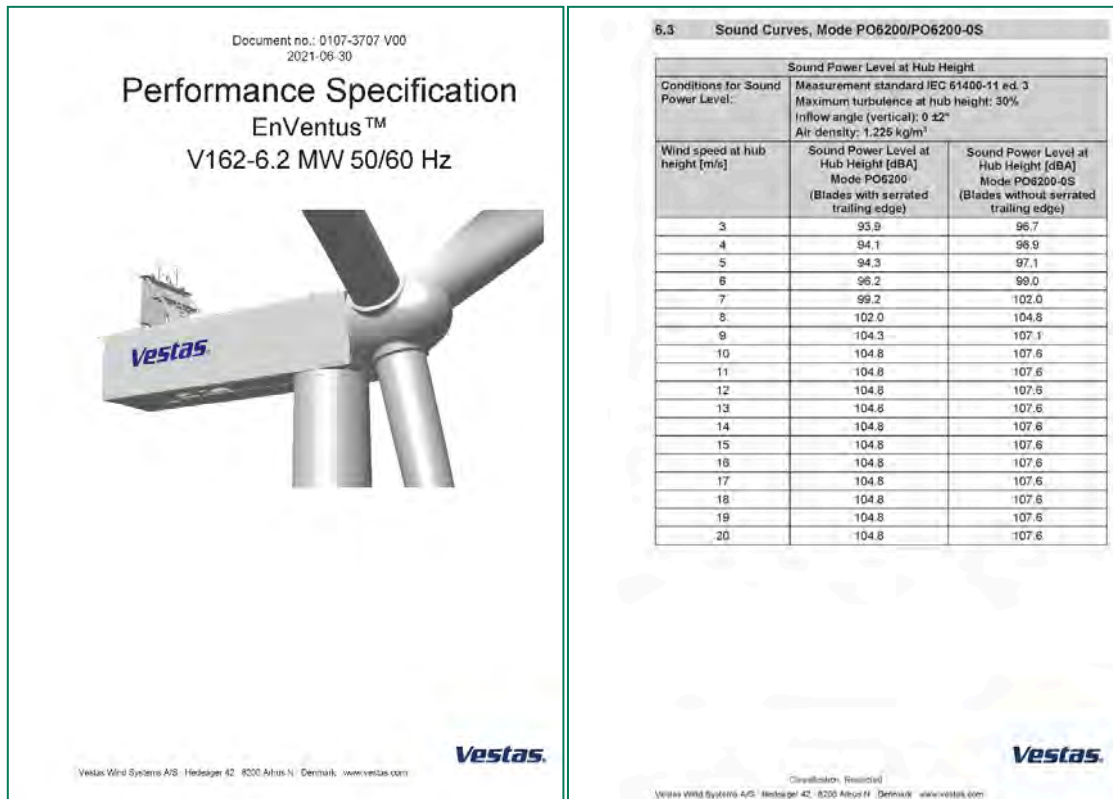 Document no.: 0107-3707 V00
2021-06-30
Performance Specification
EnVentus™
V162-6.2 MW 50/60 Hz
Vestas
Vestas.
Vestas Wind Systems A/S · Hedeager 42 · 8200 Arhus N · Denmark · www.vestas.com
6.3 Sound Curves, Mode PO6200/PO6200-0S
Sound Power Level at Hub Height
Conditions for Sound Power Level: Measurement standard IEC 61400-11 ed. 3
Maximum turbulence at hub height: 30%
Inflow angle (vertical): 0 ±2°
Air density: 1.225 kg/m³
Wind speed at hub height [m/s] Sound Power Level at Hub Height [dBA] Mode PO6200 (Blades with serrated trailing edge) Sound Power Level at Hub Height [dBA] Mode PO6200-0S (Blades without serrated trailing edge)
3 93.9 96.7
4 94.1 96.9
5 94.3 97.1
6 96.2 99.0
7 99.2 102.0
8 102.0 104.8
9 104.3 107.1
10 104.8 107.6
11 104.8 107.6
12 104.8 107.6
13 104.8 107.6
14 104.8 107.6
15 104.8 107.6
16 104.8 107.6
17 104.8 107.6
18 104.8 107.6
19 104.8 107.6
20 104.8 107.6
Vestas.
Classification: Restricted
Vestas Wind Systems A/S · Hedeager 42 · 8200 Arhus N · Denmark · www.vestas.com